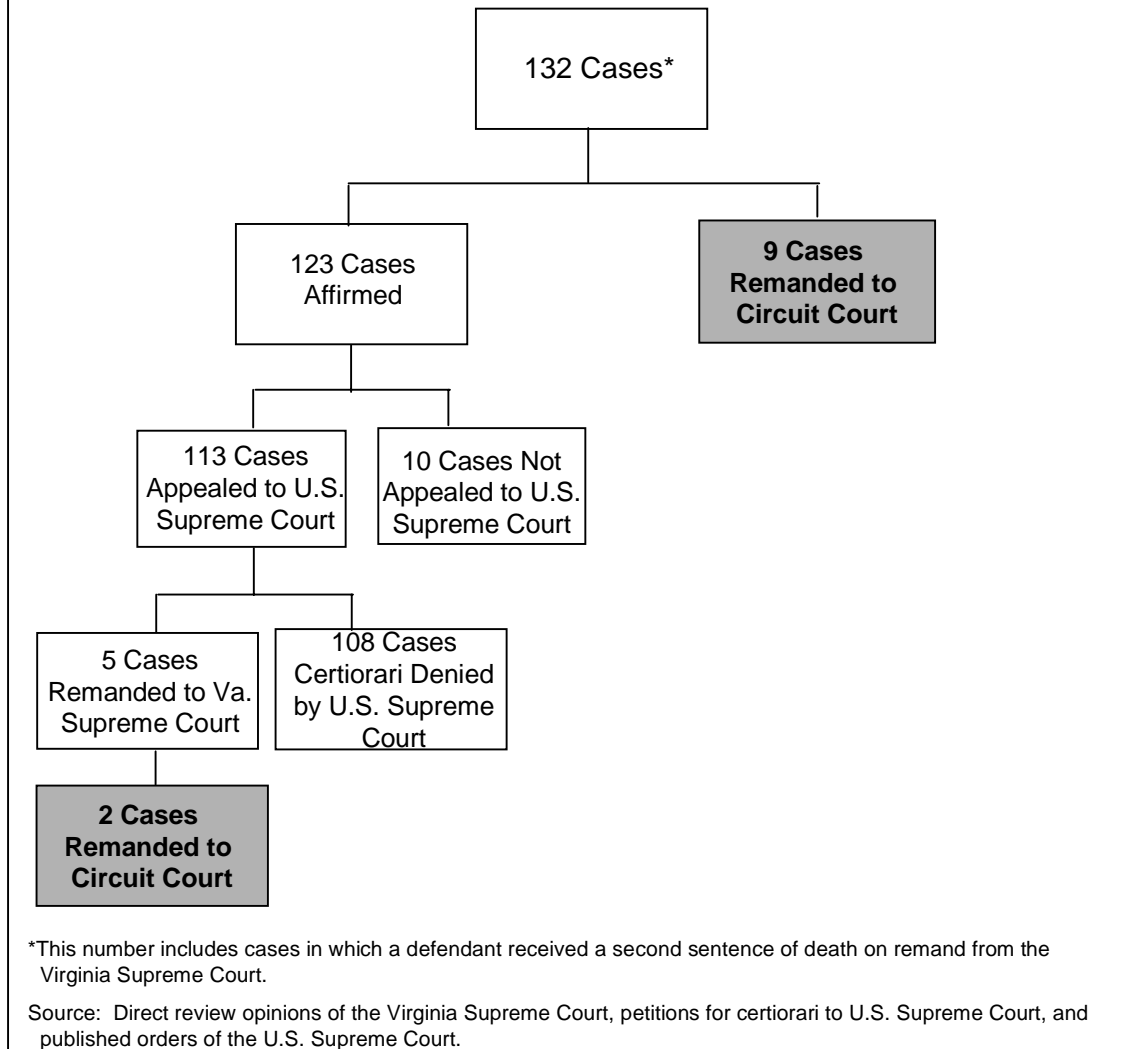 132 Cases*
123 Cases
Affirmed
9 Cases
Remanded to
Circuit Court
113 Cases
Appealed to U.S.
Supreme Court
10 Cases Not
Appealed to U.S.
Supreme Court
5 Cases
Remanded to Va.
Supreme Court
108 Cases
Certiorari Denied
by U.S. Supreme
Court
2 Cases
Remanded to
Circuit Court
*This number includes cases in which a defendant received a second sentence of death on remand from the
Virginia Supreme Court.
Source: Direct review opinions of the Virginia Supreme Court, petitions for certiorari to U.S. Supreme Court, and
published orders of the U.S. Supreme Court.